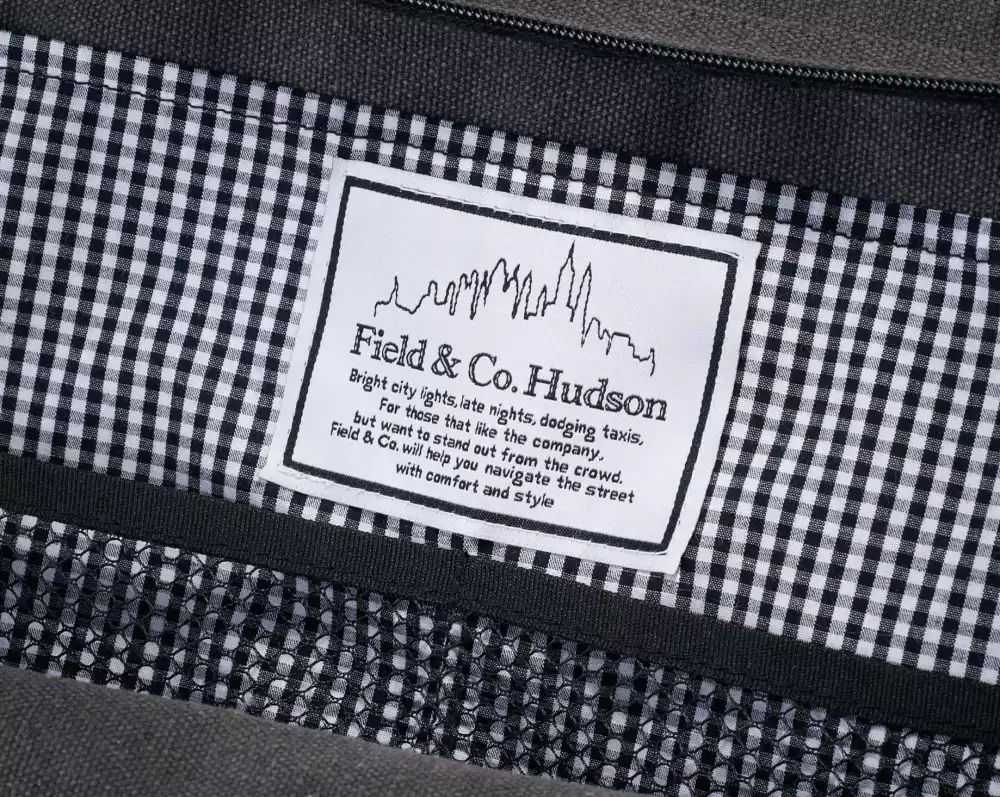 Field & Co. Hudson
Bright city lights, late nights, dodging taxis,
For those that like the company,
but want to stand out from the crowd.
Field & Co. will help you navigate the street
with comfort and style